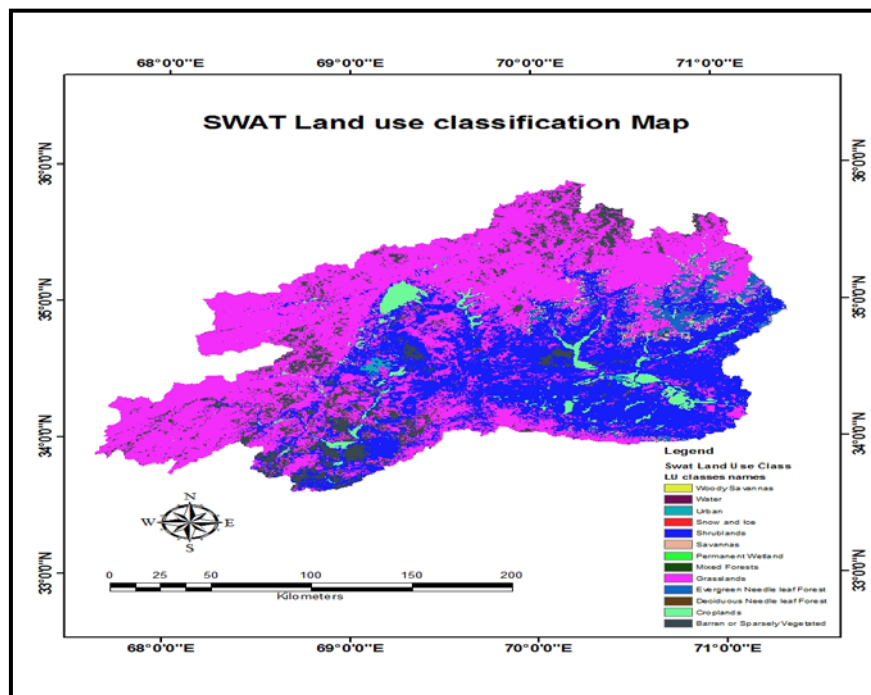 68°0'0"E 69°0'0"E 70°0'0"E 71°0'0"E
SWAT Land use classification Map
36°0'0"N 36°0'0"N
35°0'0"N 35°0'0"N
34°0'0"N 34°0'0"N
33°0'0"N 33°0'0"N
Legend
Swat Land Use Class
LU classes names
Woody Savannas
Water
Urban
Snow and Ice
Shrublands
Savannas
Permanent Wetland
Mixed Forests
Grasslands
Evergreen Needle leaf Forest
Deciduous Needle leaf Forest
Croplands
Barren or Sparsely Vegetated
N
W E
S
0 25 50 100 150 200
Kilometers
68°0'0"E 69°0'0"E 70°0'0"E 71°0'0"E